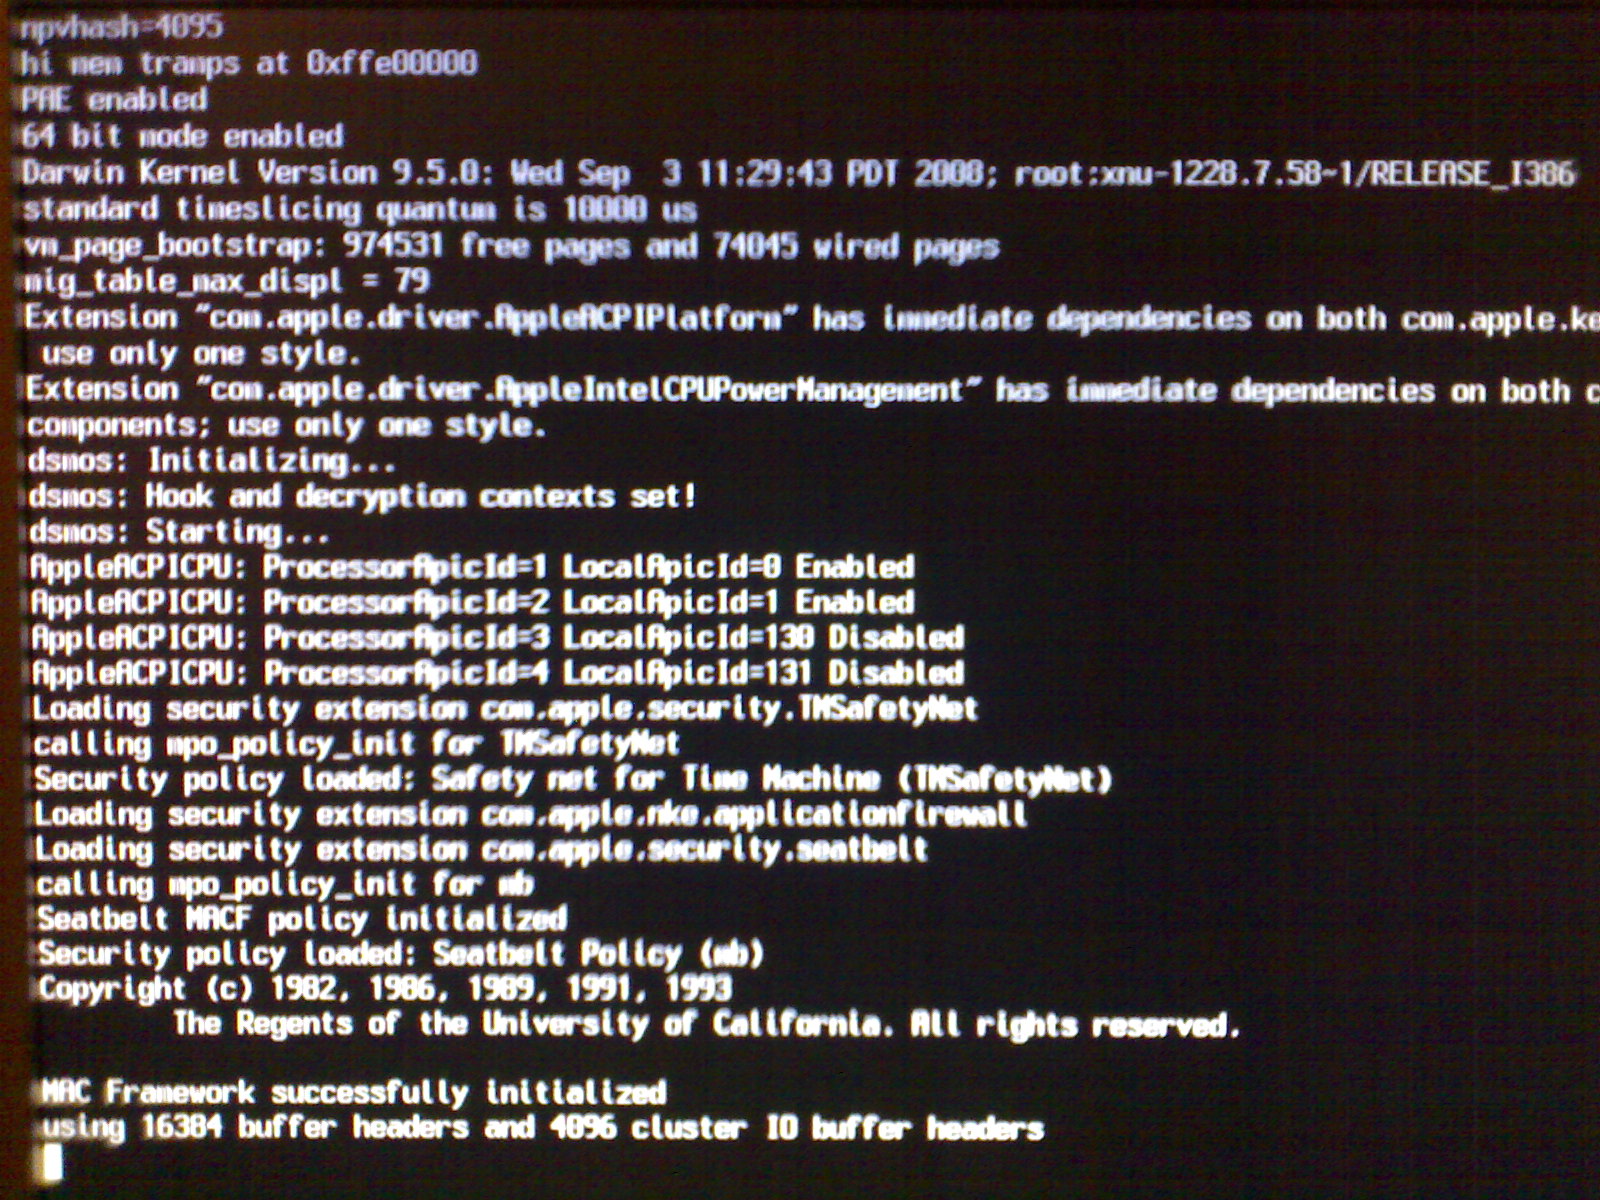 npvhash=4095
hi mem tramps at 0xffe00000
PAE enabled
64 bit mode enabled
Darwin Kernel Version 9.5.0: Wed Sep  3 11:29:43 PDT 2008; root:xnu-1228.7.58~1/RELEASE_I386
standard timeslicing quantum is 10000 us
vm_page_bootstrap: 974531 free pages and 74045 wired pages
mig_table_max_displ = 79
Extension "com.apple.driver.AppleACPIPlatform" has immediate dependencies on both com.apple.ke
 use only one style.
Extension "com.apple.driver.AppleIntelCPUPowerManagement" has immediate dependencies on both c
components; use only one style.
dsmos: Initializing...
dsmos: Hook and decryption contexts set!
dsmos: Starting...
AppleACPICPU: ProcessorApicId=1 LocalApicId=0 Enabled
AppleACPICPU: ProcessorApicId=2 LocalApicId=1 Enabled
AppleACPICPU: ProcessorApicId=3 LocalApicId=130 Disabled
AppleACPICPU: ProcessorApicId=4 LocalApicId=131 Disabled
Loading security extension com.apple.security.TMSafetyNet
calling mpo_policy_init for TMSafetyNet
Security policy loaded: Safety net for Time Machine (TMSafetyNet)
Loading security extension com.apple.nke.applicationfirewall
Loading security extension com.apple.security.seatbelt
calling mpo_policy_init for mb
Seatbelt MACF policy initialized
Security policy loaded: Seatbelt Policy (mb)
Copyright (c) 1982, 1986, 1989, 1991, 1993
        The Regents of the University of California. All rights reserved.
MAC Framework successfully initialized
using 16384 buffer headers and 4096 cluster IO buffer headers